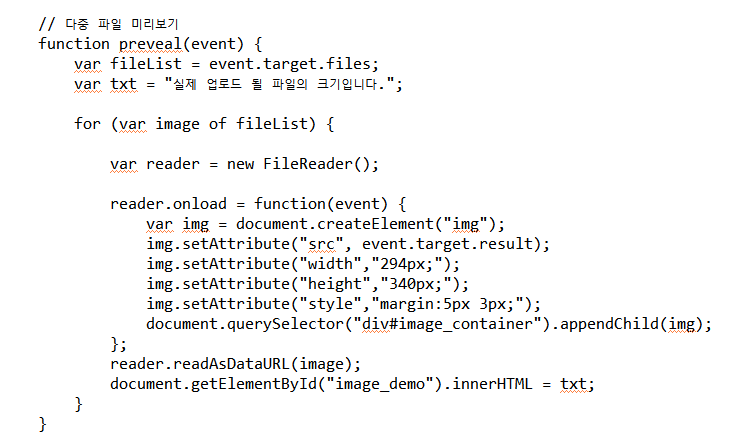 // 다중 파일 미리보기
function preveal(event) {
var fileList = event.target.files;
var txt = "실제 업로드 될 파일의 크기입니다.";
for (var image of fileList) {
var reader = new FileReader();
reader.onload = function(event) {
var img = document.createElement("img");
img.setAttribute("src", event.target.result);
img.setAttribute("width","294px;");
img.setAttribute("height","340px;");
img.setAttribute("style","margin:5px 3px;");
document.querySelector("div#image_container").appendChild(img);
};
reader.readAsDataURL(image);
document.getElementById("image_demo").innerHTML = txt;
}
}